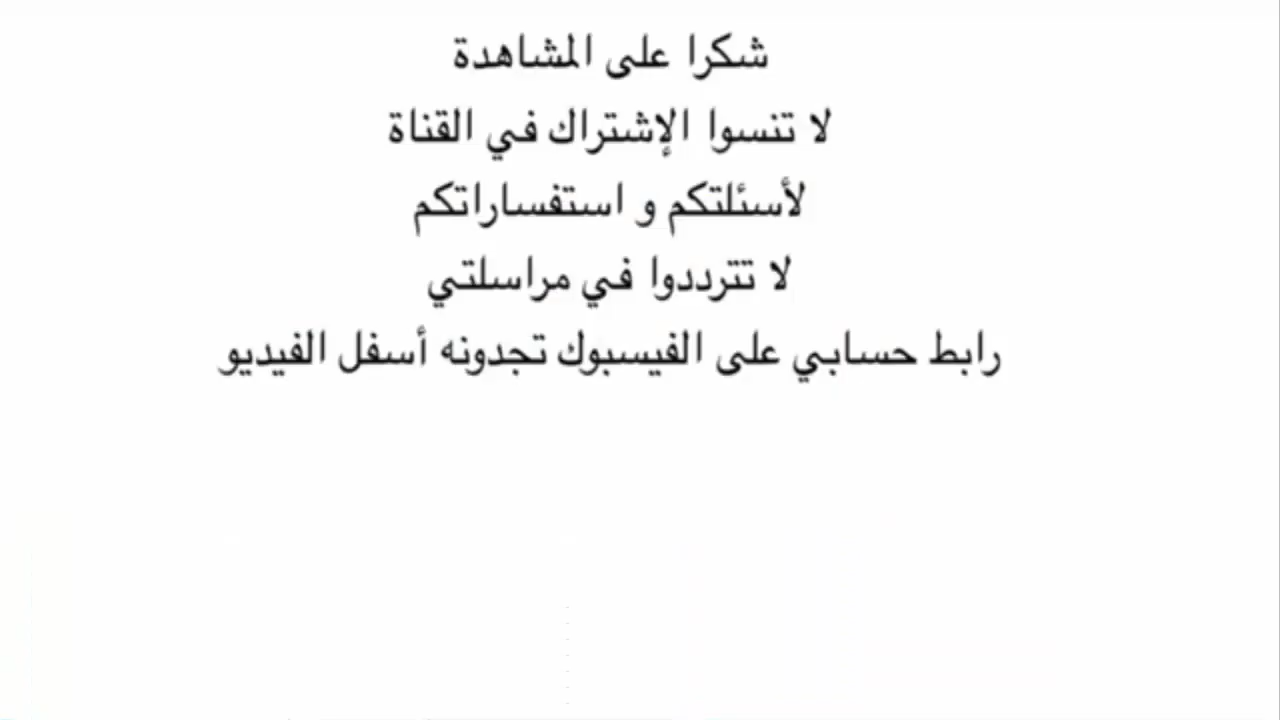 شكرا على المشاهدة
لا تنسوا الإشتراك في القناة
لأسئلتكم و استفساراتكم
لا تترددوا في مراسلتي
رابط حسابي على الفيسبوك تجدونه أسفل الفيديو